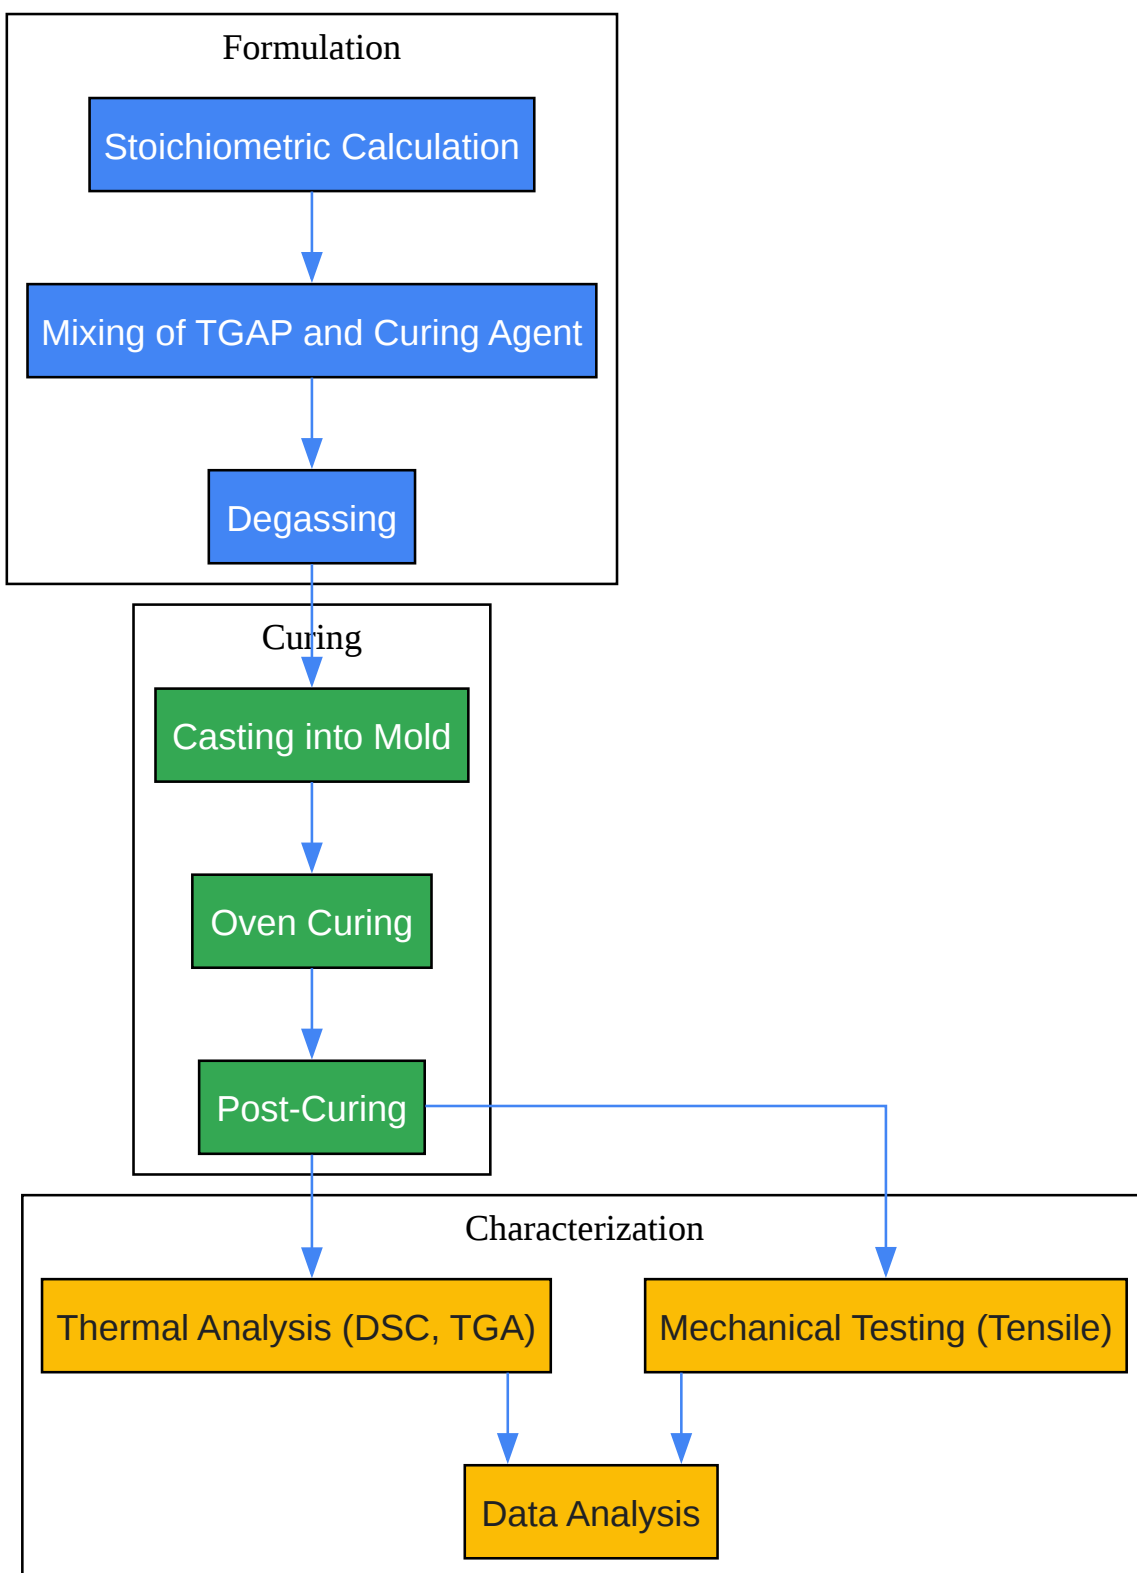 Formulation
Stoichiometric Calculation
Mixing of TGAP and Curing Agent
Degassing
Curing
Casting into Mold
Oven Curing
Post-Curing
Characterization
Thermal Analysis (DSC, TGA)
Mechanical Testing (Tensile)
Data Analysis